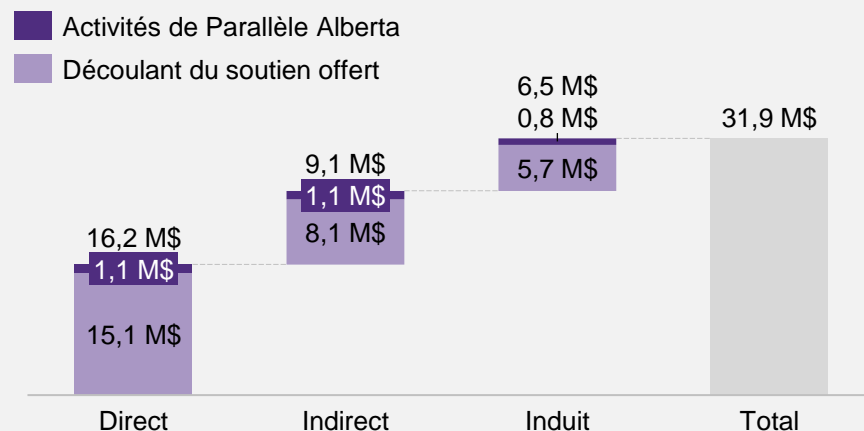 Activités de Parallèle Alberta
Découlant du soutien offert
16,2 M$
1,1 M$
15,1 M$
9,1 M$
1,1 M$
8,1 M$
6,5 M$
0,8 M$
5,7 M$
31,9 M$
Direct
Indirect
Induit
Total